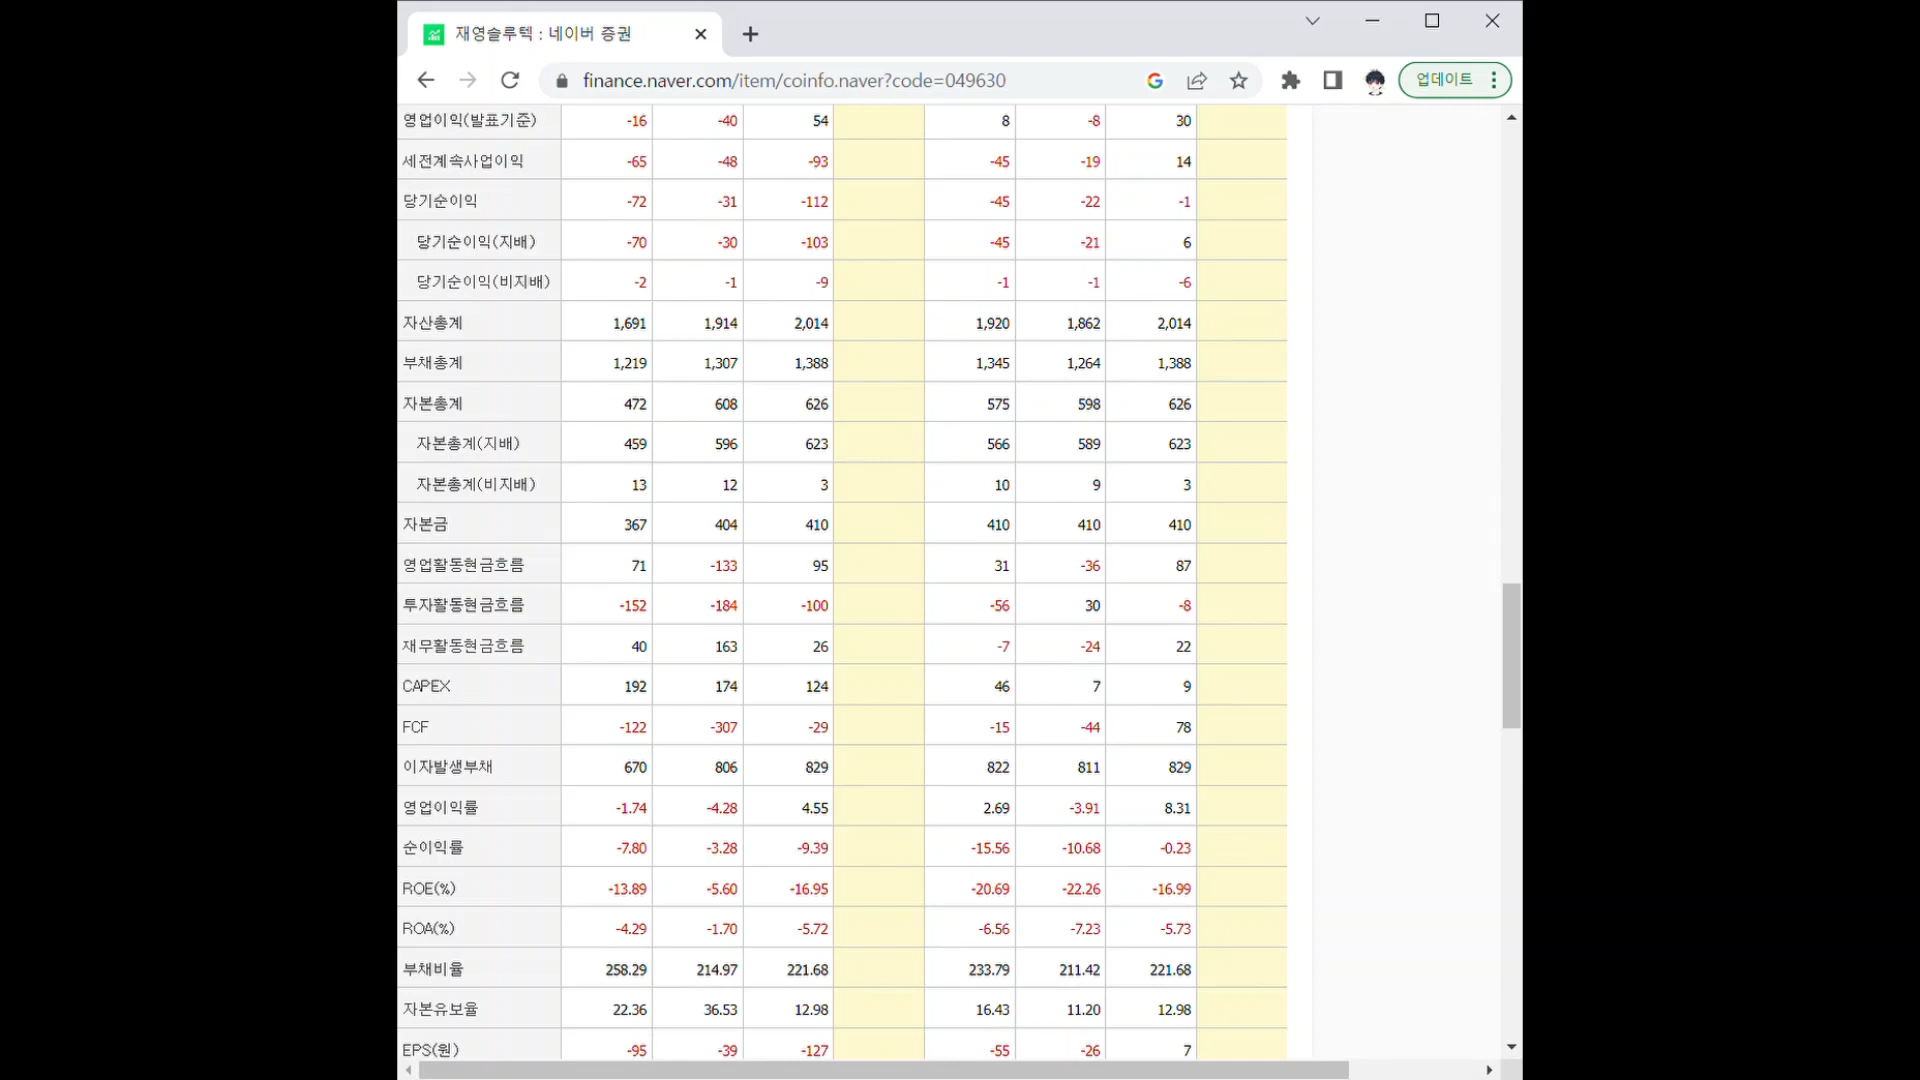 재영솔루텍 : 네이버 증권
finance.naver.com/item/coinfo.naver?code=049630
업데이트
영업이익(발표기준) -16 -40 54 8 -8 30
세전계속사업이익 -65 -48 -93 -45 -19 14
당기순이익 -72 -31 -112 -45 -22 -1
당기순이익(지배) -70 -30 -103 -45 -21 6
당기순이익(비지배) -2 -1 -9 -1 -1 -6
자산총계 1,691 1,914 2,014 1,920 1,862 2,014
부채총계 1,219 1,307 1,388 1,345 1,264 1,388
자본총계 472 608 626 575 598 626
자본총계(지배) 459 596 623 566 589 623
자본총계(비지배) 13 12 3 10 9 3
자본금 367 404 410 410 410 410
영업활동현금흐름 71 -133 95 31 -36 87
투자활동현금흐름 -152 -184 -100 -56 30 -8
재무활동현금흐름 40 163 26 -7 -24 22
CAPEX 192 174 124 46 7 9
FCF -122 -307 -29 -15 -44 78
이자발생부채 670 806 829 822 811 829
영업이익률 -1.74 -4.28 4.55 2.69 -3.91 8.31
순이익률 -7.80 -3.28 -9.39 -15.56 -10.68 -0.23
ROE(%) -13.89 -5.60 -16.95 -20.69 -22.26 -16.99
ROA(%) -4.29 -1.70 -5.72 -6.56 -7.23 -5.73
부채비율 258.29 214.97 221.68 233.79 211.42 221.68
자본유보율 22.36 36.53 12.98 16.43 11.20 12.98
EPS(원) -95 -39 -127 -55 -26 7